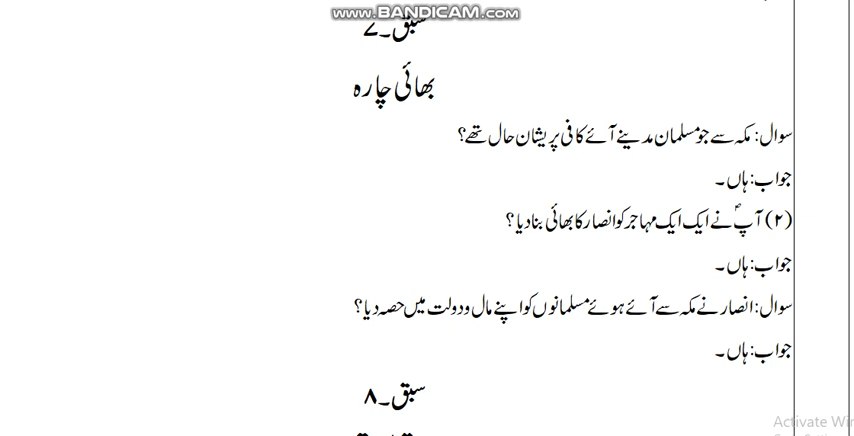 www.BANDICAM.com
سبق۔۷
بھائی چارہ
سوال: مکہ سے جو مسلمان مدینے آئے کافی پریشان حال تھے؟
جواب: ہاں۔
(۲) آپؐ نے ایک ایک مہاجر کو انصار کا بھائی بنا دیا؟
جواب: ہاں۔
سوال: انصار نے مکہ سے آئے ہوئے مسلمانوں کو اپنے مال و دولت میں حصہ دیا؟
جواب: ہاں۔
سبق۔۸
Activate Win